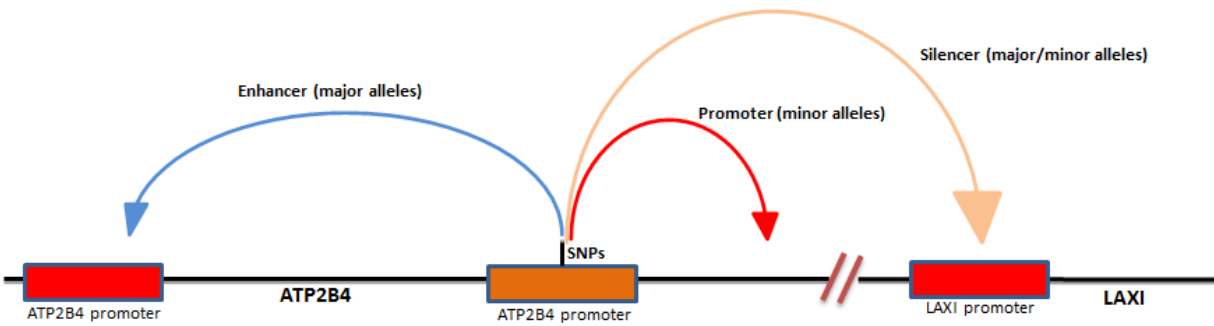 Silencer (major/minor alleles)
Enhancer (major alleles)
Promoter (minor alleles)
SNPs
ATP2B4
LAXI
ATP2B4 promoter
ATP2B4 promoter
LAXI promoter